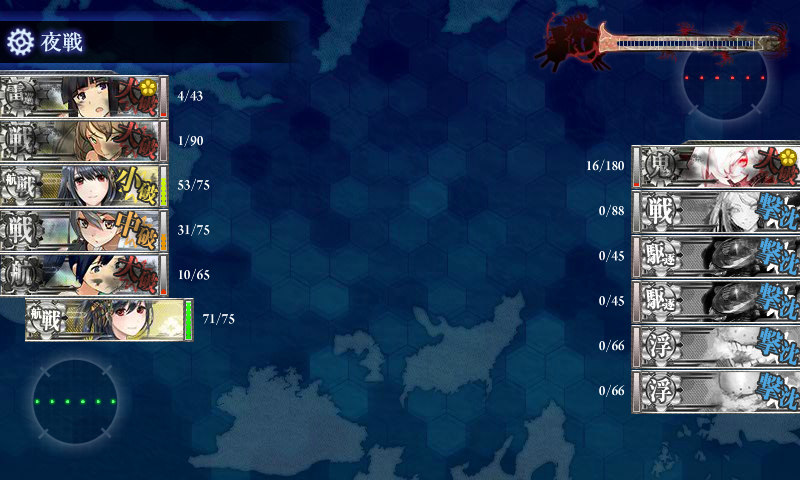 夜戦
雷 大破 4/43
戦 大破 1/90
航戦 小破 53/75
戦 中破 31/75
航 大破 10/65
航戦 71/75
16/180 鬼 大破
0/88 戦 撃沈
0/45 駆逐 撃沈
0/45 駆逐 撃沈
0/66 浮 撃沈
0/66 浮 撃沈